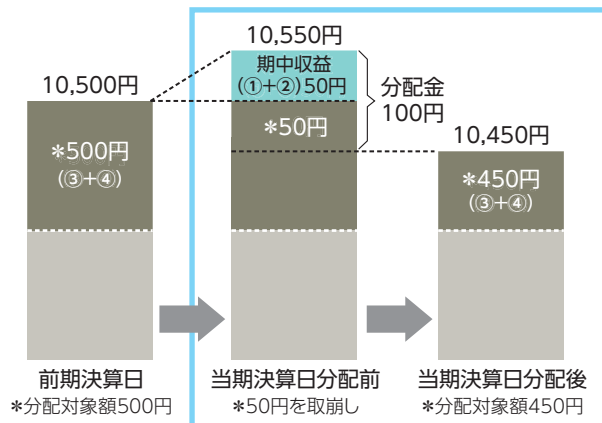 10,500円
*500円
(③+④)
前期決算日
*分配対象額500円
10,550円
期中収益
(①+②)50円
*50円
分配金
100円
当期決算日分配前
*50円を取崩し
10,450円
*450円
(③+④)
当期決算日分配後
*分配対象額450円